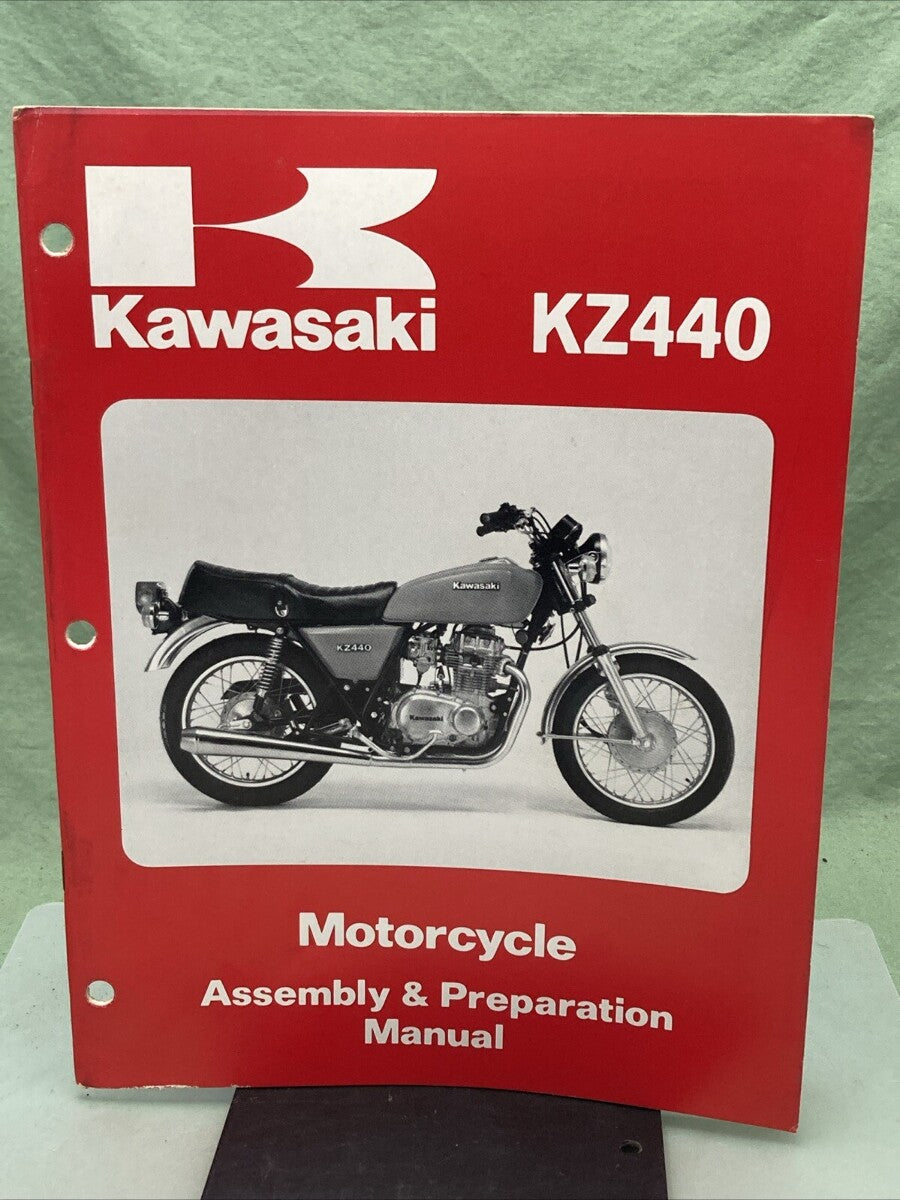 Kawasaki KZ440
Kawasaki
KZ440
Kawasaki
Motorcycle
Assembly & Preparation
Manual